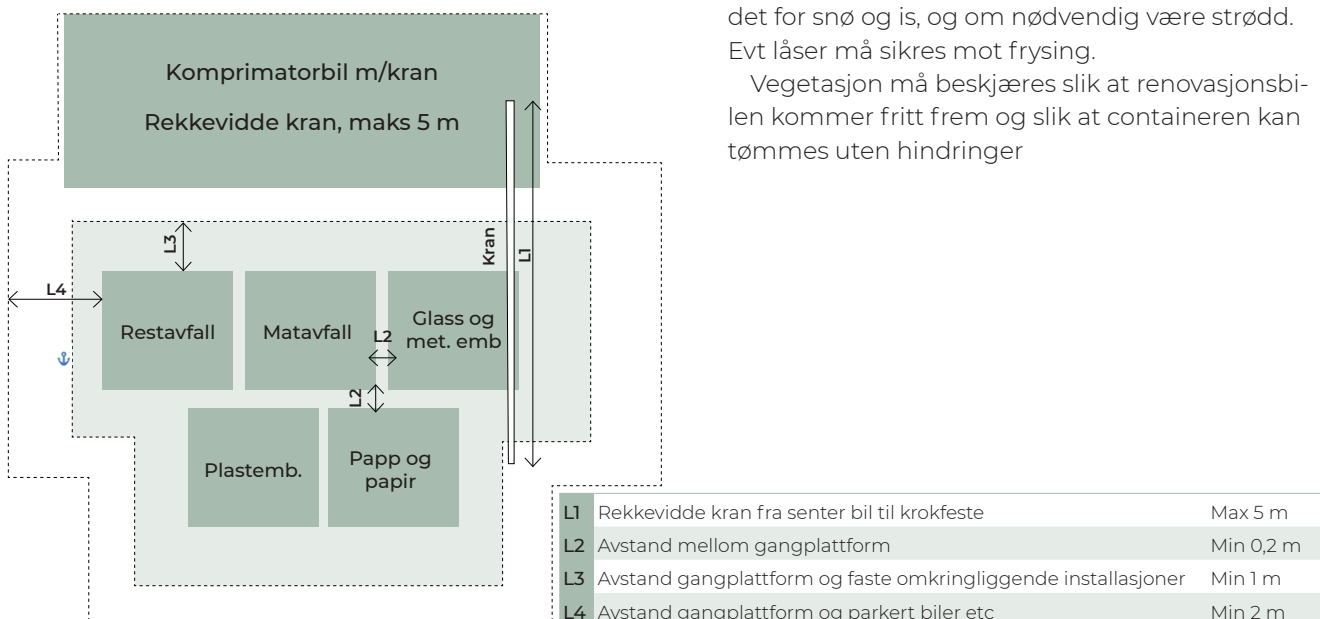 det for snø og is, og om nødvendig være strødd.
Evt låser må sikres mot frysing.
Vegetasjon må beskjæres slik at renovasjonsbi-
len kommer fritt frem og slik at containeren kan
tømmes uten hindringer
Komprimatorbil m/kran
Rekkevidde kran, maks 5 m
L3
Kran
L1
L4
Restavfall
Matavfall
L2
Glass og
met. emb
L2
Plastemb.
Papp og
papir
L1 Rekkevidde kran fra senter bil til krokfeste Max 5 m
L2 Avstand mellom gangplattform Min 0,2 m
L3 Avstand gangplattform og faste omkringliggende installasjoner Min 1 m
L4 Avstand gangplattform og parkert biler etc Min 2 m